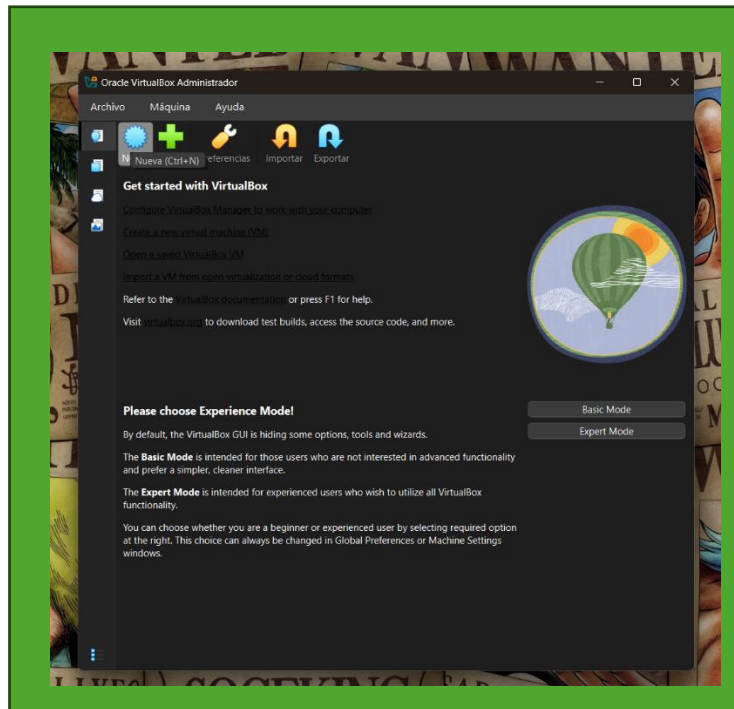 WANTED WANTED
Oracle VirtualBox Administrador
Archivo Máquina Ayuda
Nueva (Ctrl+N) eferencias Importar Exportar
Get started with VirtualBox
Configure VirtualBox Manager to work with your computer
Create a new virtual machine (VM)
Open a saved VirtualBox VM
Import a VM from open virtualization or cloud formats
Refer to the VirtualBox documentation or press F1 for help.
Visit virtualbox.org to download test builds, access the source code, and more.
Please choose Experience Mode!
Basic Mode
By default, the VirtualBox GUI is hiding some options, tools and wizards.
Expert Mode
The Basic Mode is intended for those users who are not interested in advanced functionality
and prefer a simpler, cleaner interface.
The Expert Mode is intended for experienced users who wish to utilize all VirtualBox
functionality.
You can choose whether you are a beginner or experienced user by selecting required option
at the right. This choice can always be changed in Global Preferences or Machine Settings
windows.